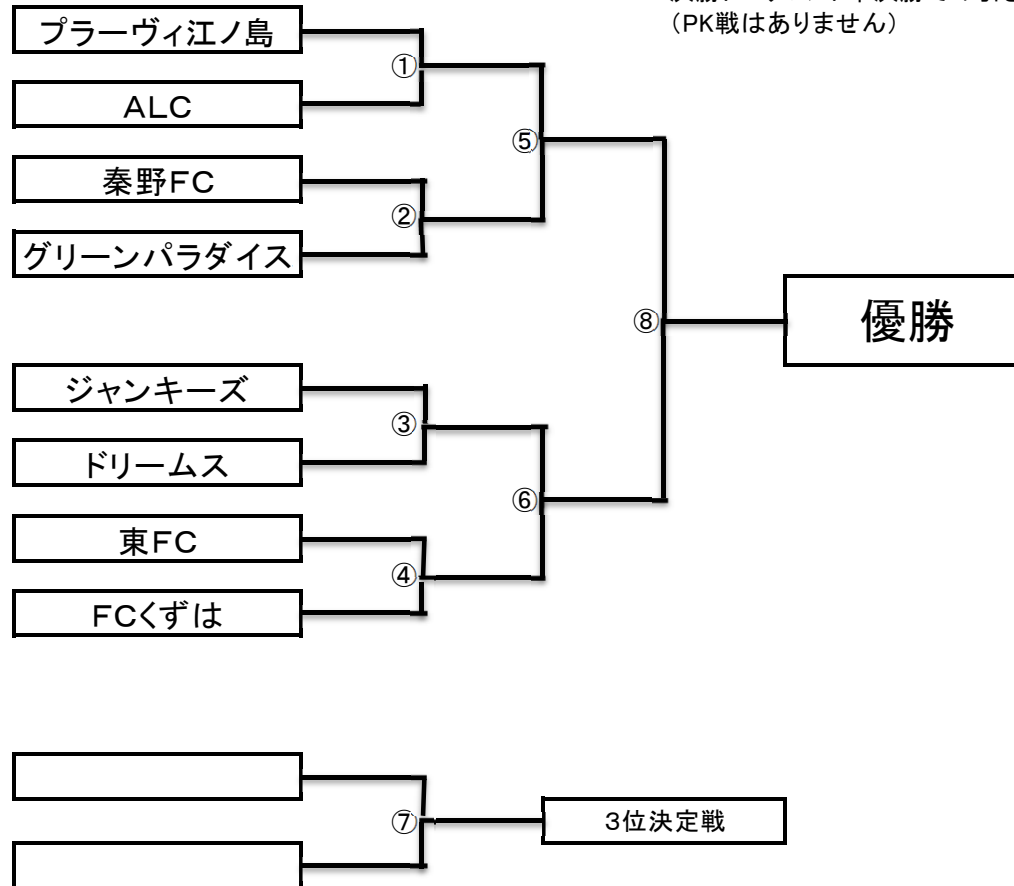 (PK戦はありません)
プラーヴィ江ノ島
①
ALC
⑤
秦野FC
②
グリーンパラダイス
⑧
優勝
ジャンキーズ
③
ドリームス
⑥
東FC
④
FCくずは
⑦
3位決定戦